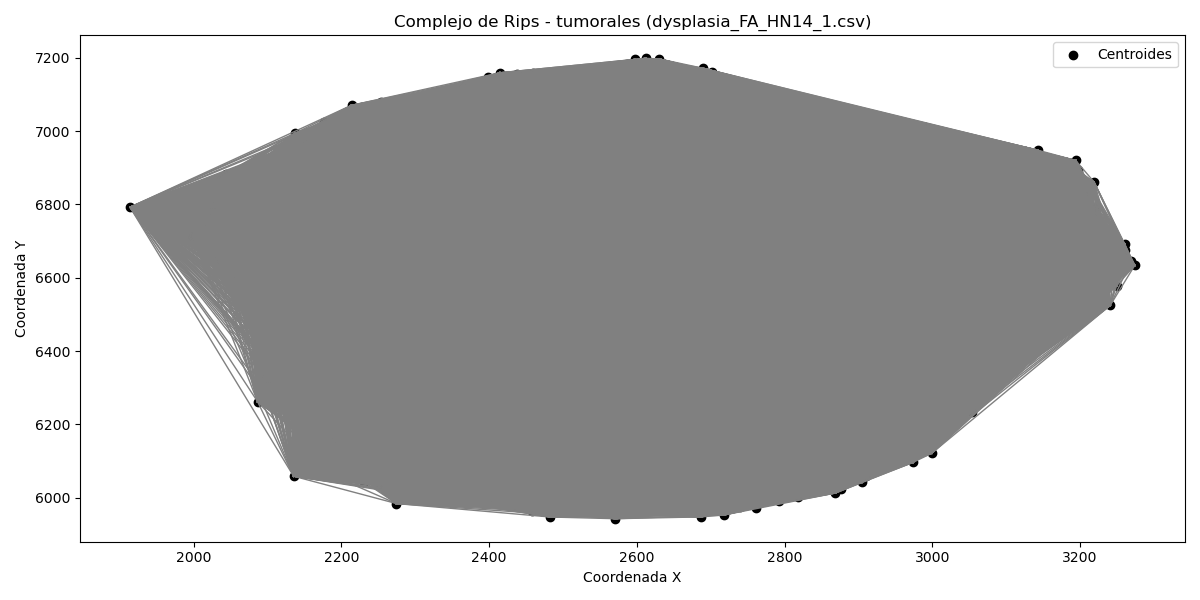 Complejo de Rips - tumorales (dysplasia_FA_HN14_1.csv)
Centroides
7200
7000
6800
6600
6400
6200
6000
Coordenada Y
2000 2200 2400 2600 2800 3000 3200
Coordenada X